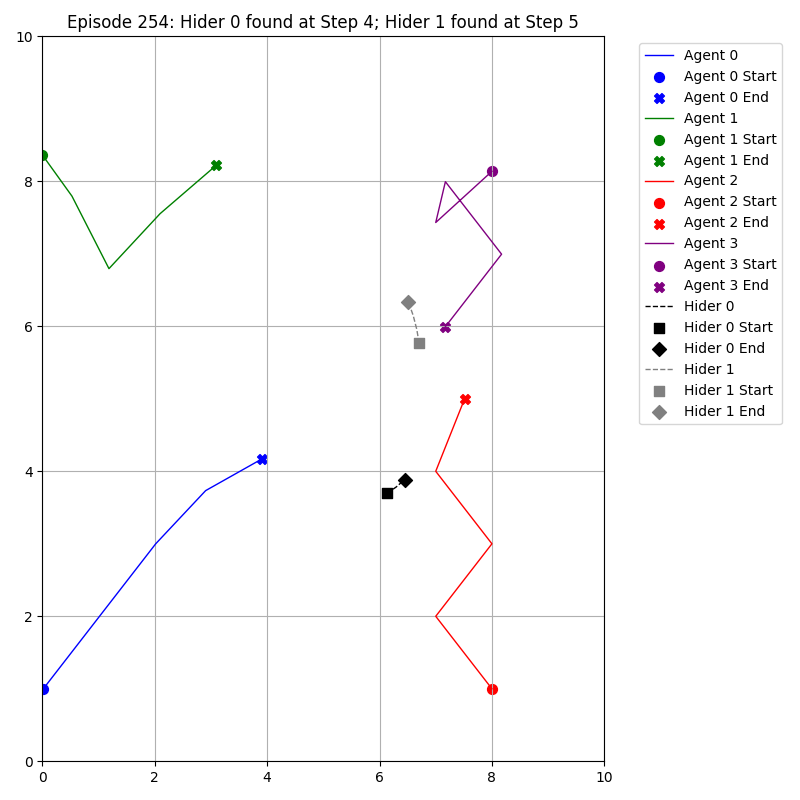 Episode 254: Hider 0 found at Step 4; Hider 1 found at Step 5
10
8
6
4
2
0
0 2 4 6 8 10
Agent 0
Agent 0 Start
Agent 0 End
Agent 1
Agent 1 Start
Agent 1 End
Agent 2
Agent 2 Start
Agent 2 End
Agent 3
Agent 3 Start
Agent 3 End
Hider 0
Hider 0 Start
Hider 0 End
Hider 1
Hider 1 Start
Hider 1 End